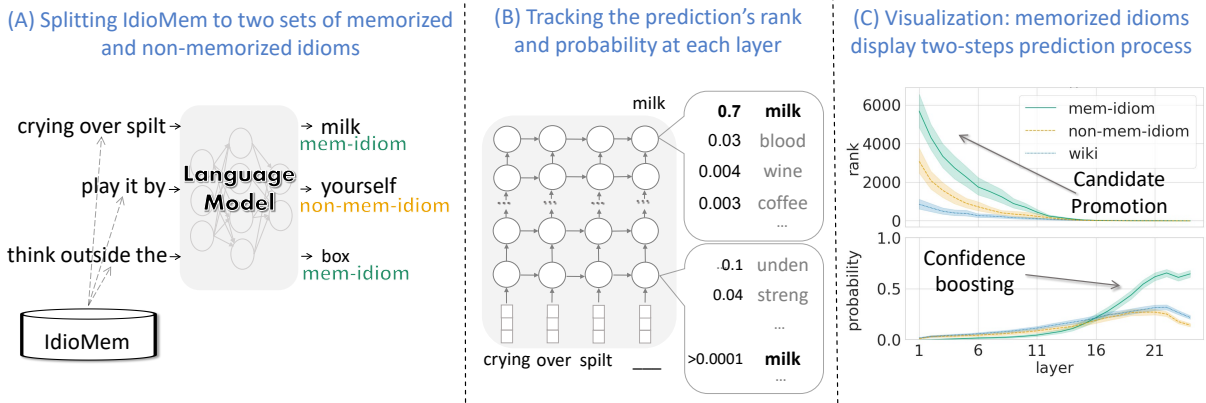 (A) Splitting IdioMem to two sets of memorized
and non-memorized idioms
crying over spilt
milk
mem-idiom
play it by
Language
Model
yourself
non-mem-idiom
think outside the
box
mem-idiom
IdioMem
(B) Tracking the prediction's rank
and probability at each layer
milk
0.7 milk
0.03 blood
0.004 wine
0.003 coffee
...
...
0.1 unden
0.04 streng
...
>0.0001 milk
...
crying over spilt ___
(C) Visualization: memorized idioms
display two-steps prediction process
6000
4000
2000
0
rank
mem-idiom
non-mem-idiom
wiki
Candidate
Promotion
1.0
0.5
0.0
probability
Confidence
boosting
1 6 11 16 21
layer